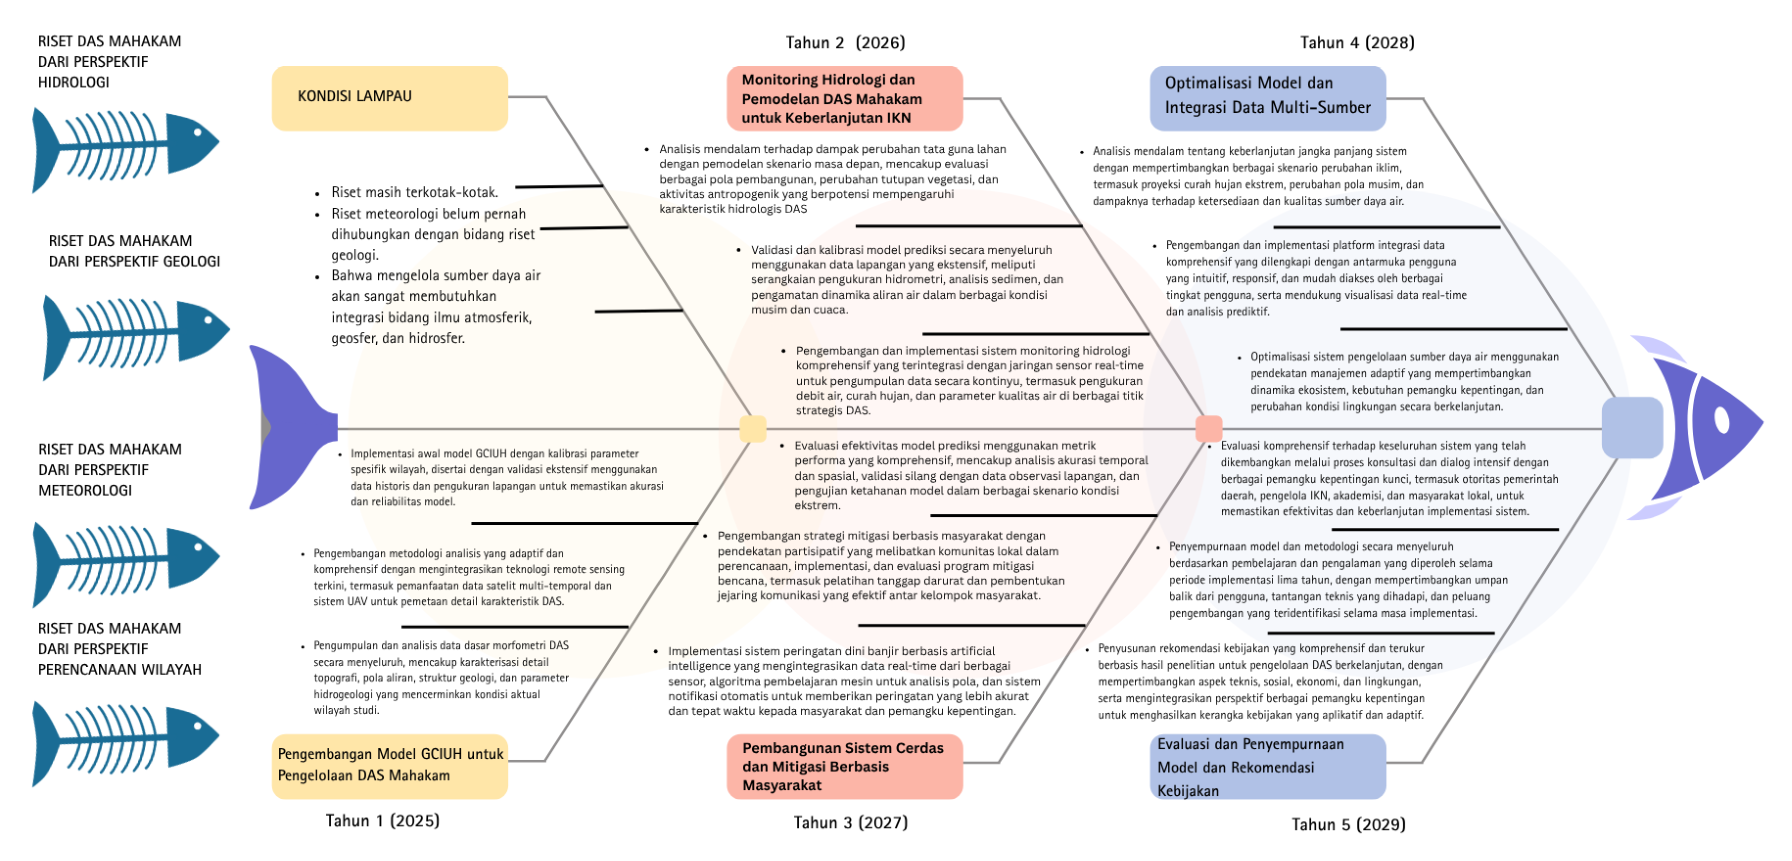 RISET DAS MAHAKAM
DARI PERSPEKTIF
HIDROLOGI
RISET DAS MAHAKAM
DARI PERSPEKTIF GEOLOGI
RISET DAS MAHAKAM
DARI PERSPEKTIF
METEOROLOGI
RISET DAS MAHAKAM
DARI PERSPEKTIF
PERENCANAAN WILAYAH
KONDISI LAMPAU
• Riset masih terkotak-kotak.
• Riset meteorologi belum pernah
dihubungkan dengan bidang riset
geologi.
• Bahwa mengelola sumber daya air
akan sangat membutuhkan
integrasi bidang ilmu atmosferik,
geosfer, dan hidrosfer.
• Implementasi awal model GCIUH dengan kalibrasi parameter
spesifik wilayah, disertai dengan validasi ekstensif menggunakan
data historis dan pengukuran lapangan untuk memastikan akurasi
dan reliabilitas model.
• Pengembangan metodologi analisis yang adaptif dan
komprehensif dengan mengintegrasikan teknologi remote sensing
terkini, termasuk pemanfaatan data satelit multi-temporal dan
sistem UAV untuk pemetaan detail karakteristik DAS.
• Pengumpulan dan analisis data dasar morfometri DAS
secara menyeluruh, mencakup karakterisasi detail
topografi, pola aliran, struktur geologi, dan parameter
hidrogeologi yang mencerminkan kondisi aktual
wilayah studi.
Pengembangan Model GCIUH untuk
Pengelolaan DAS Mahakam
Tahun 1 (2025)
Tahun 2 (2026)
Monitoring Hidrologi dan
Pemodelan DAS Mahakam
untuk Keberlanjutan IKN
• Analisis mendalam terhadap dampak perubahan tata guna lahan
dengan pemodelan skenario masa depan, mencakup evaluasi
berbagai pola pembangunan, perubahan tutupan vegetasi, dan
aktivitas antropogenik yang berpotensi mempengaruhi
karakteristik hidrologis DAS
• Validasi dan kalibrasi model prediksi secara menyeluruh
menggunakan data lapangan yang ekstensif, meliputi
serangkaian pengukuran hidrometri, analisis sedimen, dan
pengamatan dinamika aliran air dalam berbagai kondisi
musim dan cuaca.
• Pengembangan dan implementasi sistem monitoring hidrologi
komprehensif yang terintegrasi dengan jaringan sensor real-time
untuk pengumpulan data secara kontinyu, termasuk pengukuran
debit air, curah hujan, dan parameter kualitas air di berbagai titik
strategis DAS.
• Evaluasi efektivitas model prediksi menggunakan metrik
performa yang komprehensif, mencakup analisis akurasi temporal
dan spasial, validasi silang dengan data observasi lapangan, dan
pengujian ketahanan model dalam berbagai skenario kondisi
ekstrem.
• Pengembangan strategi mitigasi berbasis masyarakat dengan
pendekatan partisipatif yang melibatkan komunitas lokal dalam
perencanaan, implementasi, dan evaluasi program mitigasi
bencana, termasuk pelatihan tanggap darurat dan pembentukan
jejaring komunikasi yang efektif antar kelompok masyarakat.
• Implementasi sistem peringatan dini banjir berbasis artificial
intelligence yang mengintegrasikan data real-time dari berbagai
sensor, algoritma pembelajaran mesin untuk analisis pola, dan sistem
notifikasi otomatis untuk memberikan peringatan yang lebih akurat
dan tepat waktu kepada masyarakat dan pemangku kepentingan.
Pembangunan Sistem Cerdas
dan Mitigasi Berbasis
Masyarakat
Tahun 3 (2027)
Tahun 4 (2028)
Optimalisasi Model dan
Integrasi Data Multi-Sumber
• Analisis mendalam tentang keberlanjutan jangka panjang sistem
dengan mempertimbangkan berbagai skenario perubahan iklim,
termasuk proyeksi curah hujan ekstrem, perubahan pola musim, dan
dampaknya terhadap ketersediaan dan kualitas sumber daya air.
• Pengembangan dan implementasi platform integrasi data
komprehensif yang dilengkapi dengan antarmuka pengguna
yang intuitif, responsif, dan mudah diakses oleh berbagai
tingkat pengguna, serta mendukung visualisasi data real-time
dan analisis prediktif.
• Optimalisasi sistem pengelolaan sumber daya air menggunakan
pendekatan manajemen adaptif yang mempertimbangkan
dinamika ekosistem, kebutuhan pemangku kepentingan, dan
perubahan kondisi lingkungan secara berkelanjutan.
• Evaluasi komprehensif terhadap keseluruhan sistem yang telah
dikembangkan melalui proses konsultasi dan dialog intensif dengan
berbagai pemangku kepentingan kunci, termasuk otoritas pemerintah
daerah, pengelola IKN, akademisi, dan masyarakat lokal, untuk
memastikan efektivitas dan keberlanjutan implementasi sistem.
• Penyempurnaan model dan metodologi secara menyeluruh
berdasarkan pembelajaran dan pengalaman yang diperoleh selama
periode implementasi lima tahun, dengan mempertimbangkan umpan
balik dari pengguna, tantangan teknis yang dihadapi, dan peluang
pengembangan yang teridentifikasi selama masa implementasi.
• Penyusunan rekomendasi kebijakan yang komprehensif dan terukur
berbasis hasil penelitian untuk pengelolaan DAS berkelanjutan, dengan
mempertimbangkan aspek teknis, sosial, ekonomi, dan lingkungan,
serta mengintegrasikan perspektif berbagai pemangku kepentingan
untuk menghasilkan kerangka kebijakan yang aplikatif dan adaptif.
Evaluasi dan Penyempurnaan
Model dan Rekomendasi
Kebijakan
Tahun 5 (2029)